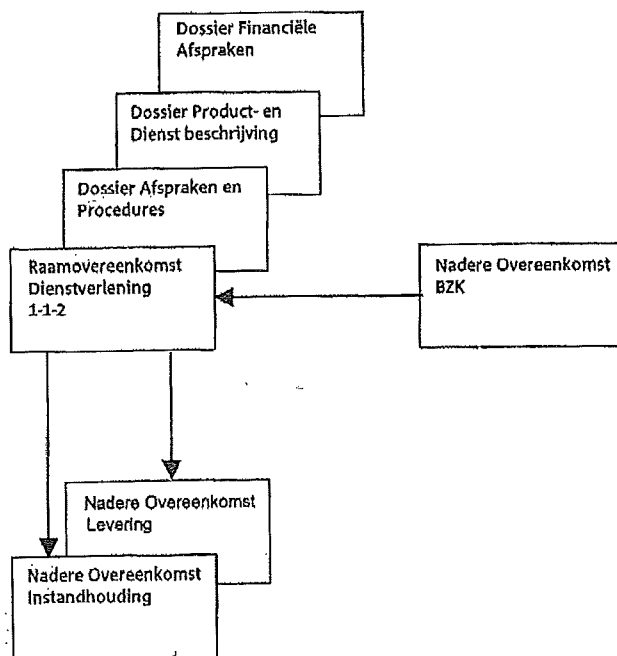 Dossier Financiële
Afspraken
Dossier Product- en
Dienst beschrijving
Dossier Afspraken en
Procedures
Raamovereenkomst
Dienstverlening
1-1-2
Nadere Overeenkomst
BZK
Nadere Overeenkomst
Levering
Nadere Overeenkomst
Instandhouding